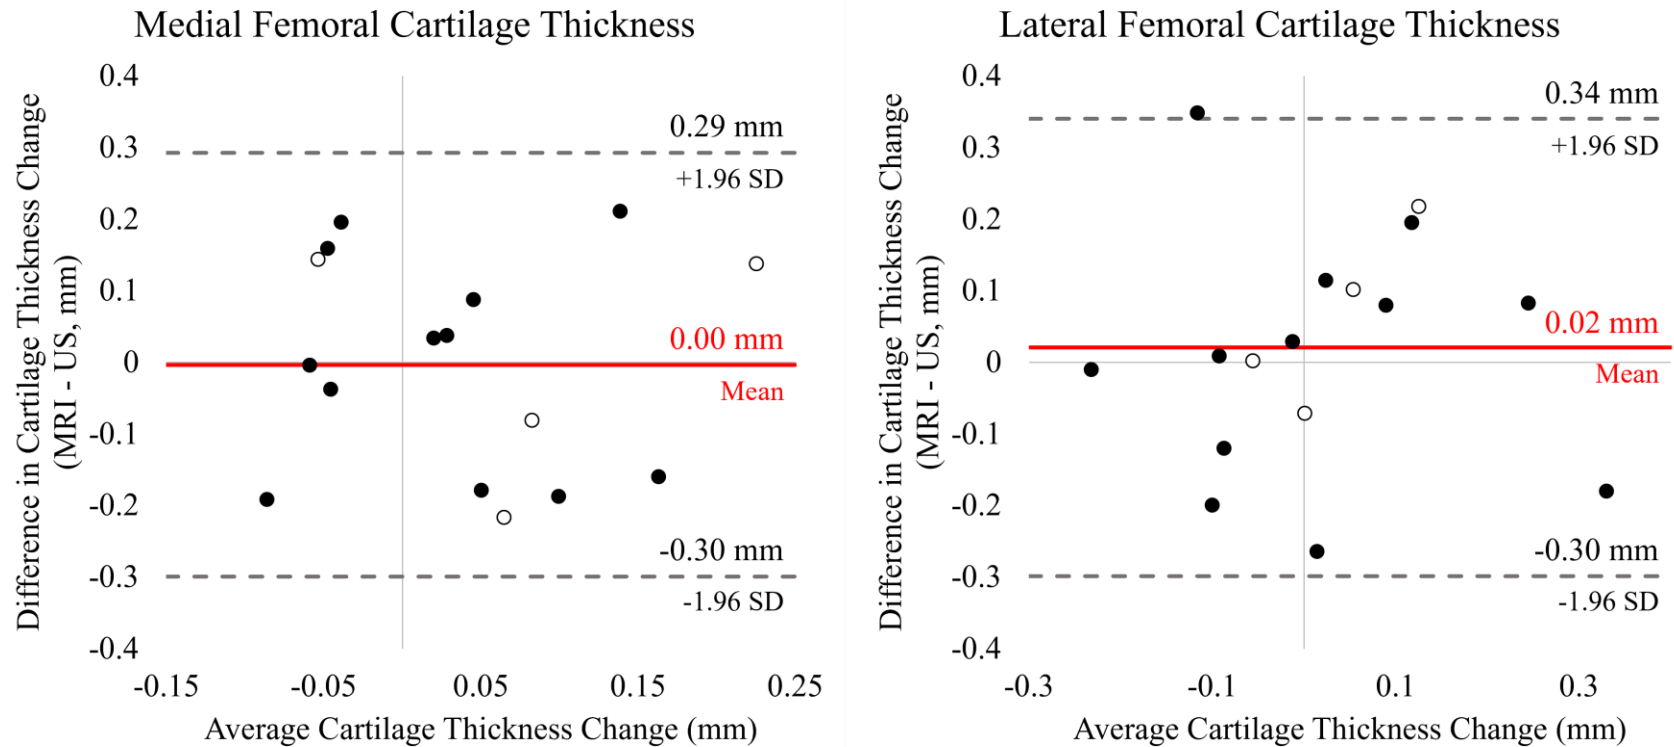 Medial Femoral Cartilage Thickness
Difference in Cartilage Thickness Change
(MRI - US, mm)
0.4
0.3
0.2
0.1
0
-0.1
-0.2
-0.3
-0.4
0.29 mm
+1.96 SD
0.00 mm
Mean
-0.30 mm
-1.96 SD
-0.15
-0.05
0.05
0.15
0.25
Average Cartilage Thickness Change (mm)
Lateral Femoral Cartilage Thickness
Difference in Cartilage Thickness Change
(MRI - US, mm)
0.4
0.3
0.2
0.1
0
-0.1
-0.2
-0.3
-0.4
0.34 mm
+1.96 SD
0.02 mm
Mean
-0.30 mm
-1.96 SD
-0.3
-0.1
0.1
0.3
Average Cartilage Thickness Change (mm)